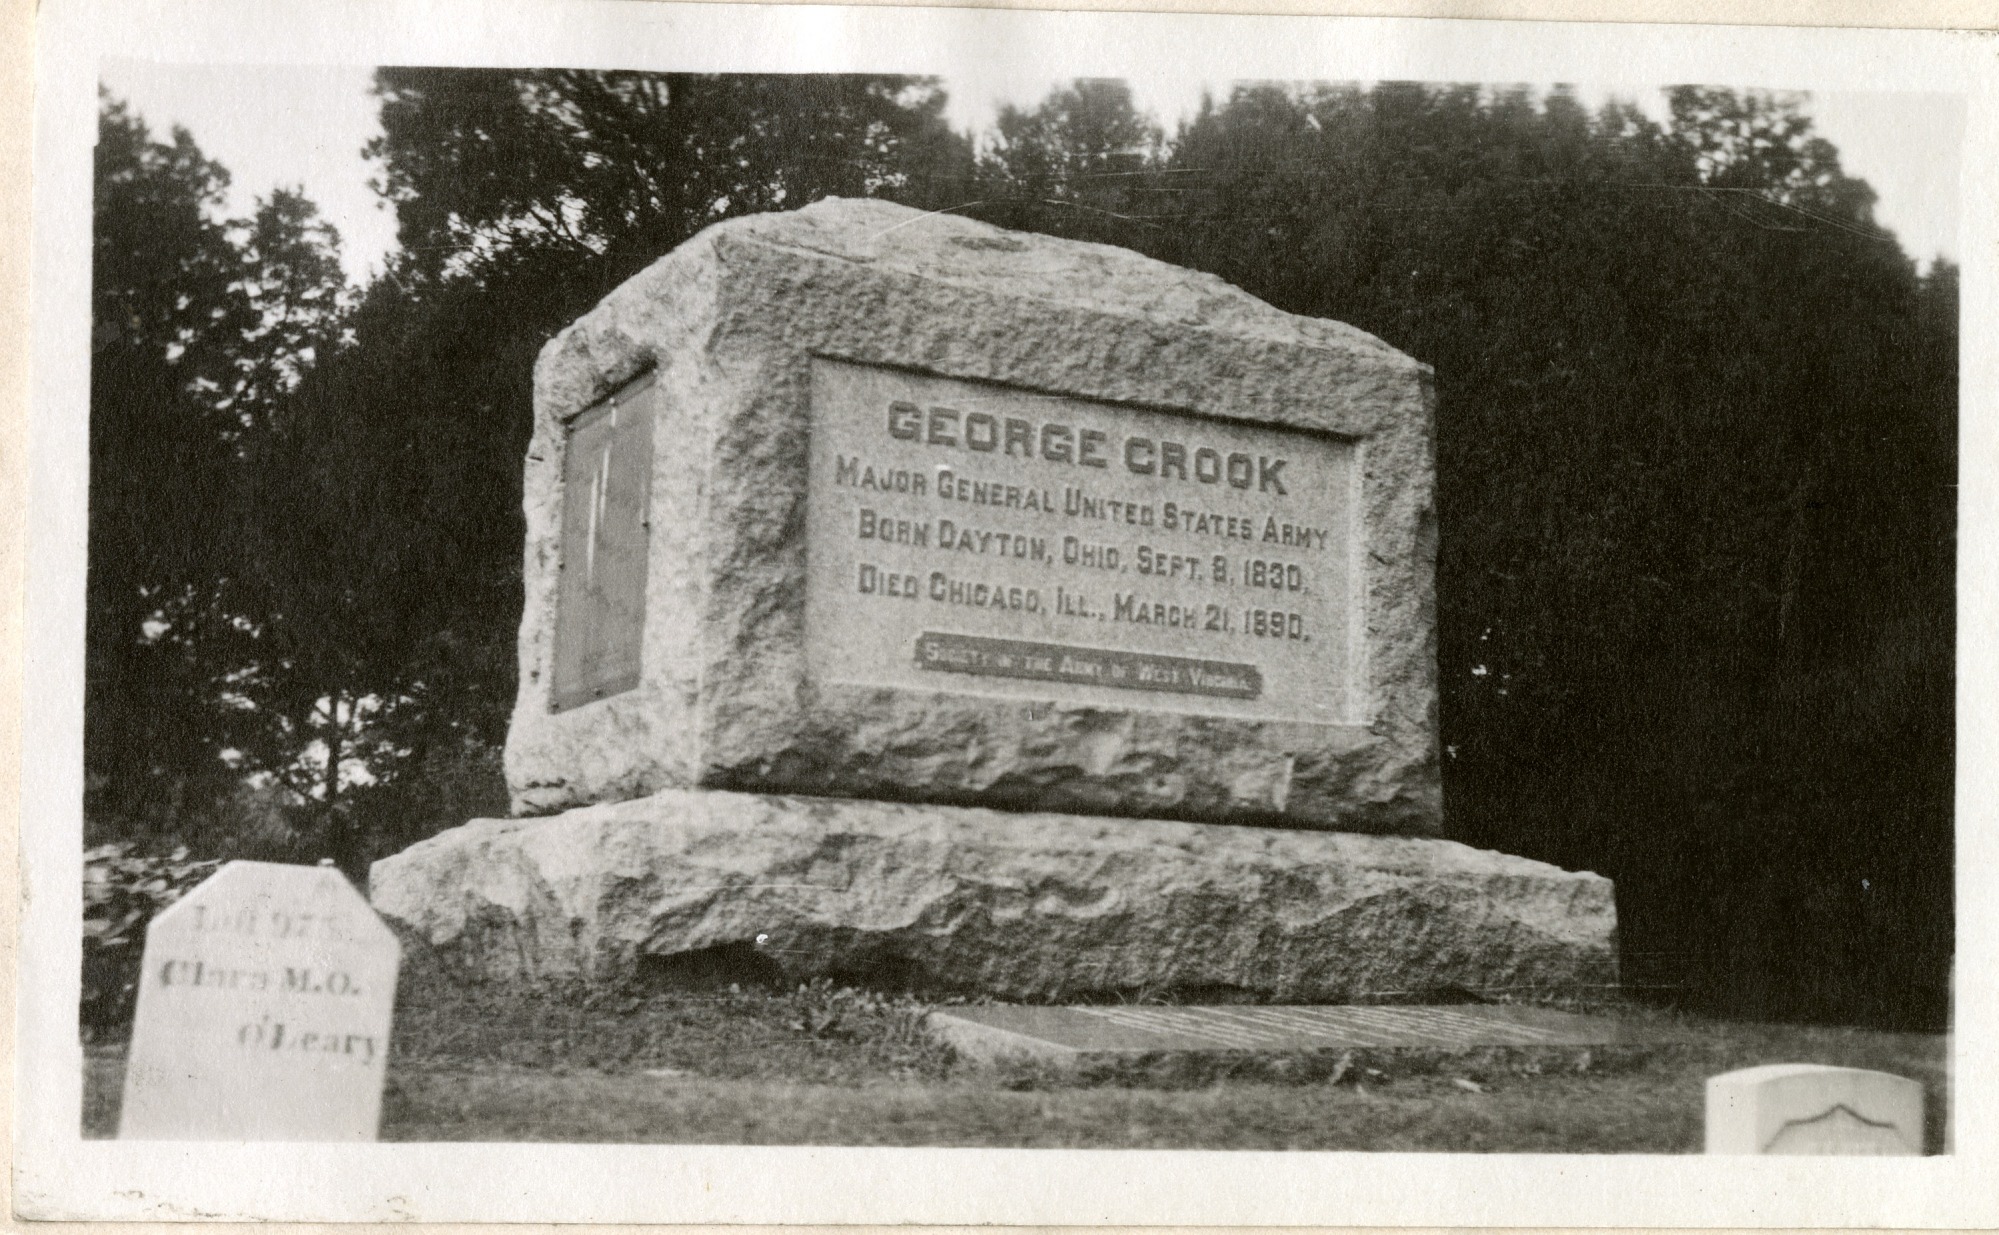 GEORGE CROOK
MAJOR GENERAL UNITED STATES ARMY
BORN DAYTON, OHIO, SEPT. 8, 1830,
DIED CHICAGO, ILL., MARCH 21, 1890.
SOCIETY OF THE ARMY OF WEST VIRGINIA
Clara M.O.
O'Leary